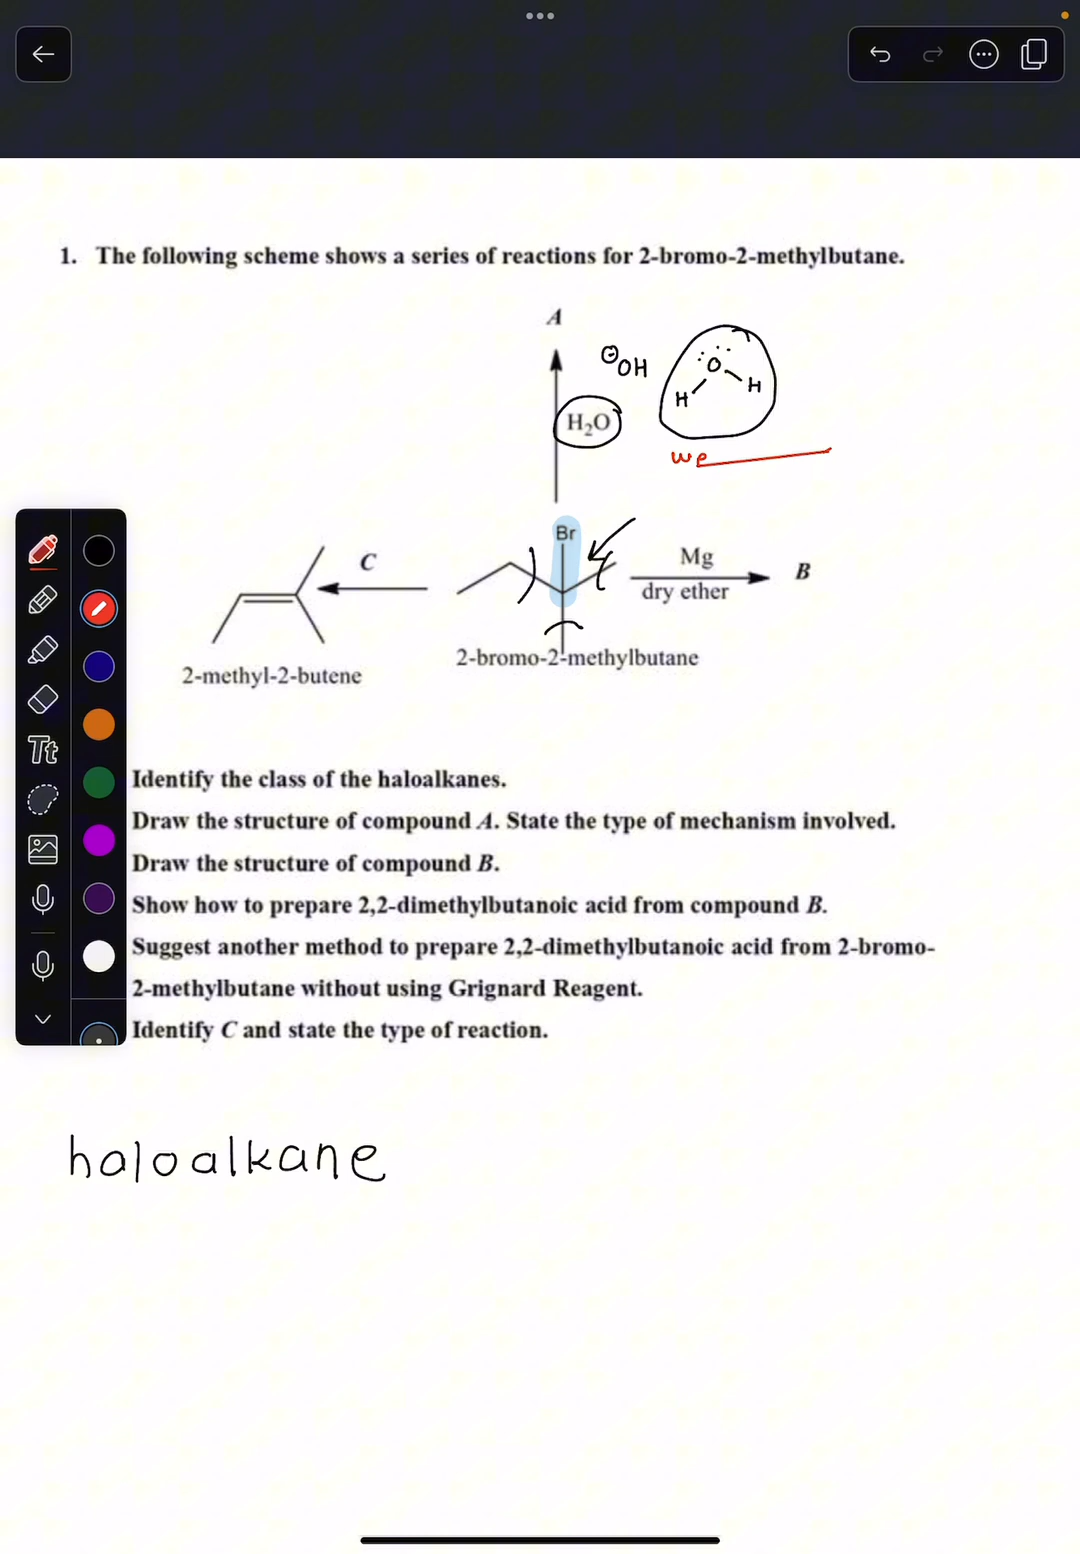 1. The following scheme shows a series of reactions for 2-bromo-2-methylbutane.
A
⊖OH
:O:
H H
H₂O
we
Br
C
Mg
dry ether
B
2-bromo-2-methylbutane
2-methyl-2-butene
Tt
Identify the class of the haloalkanes.
Draw the structure of compound A. State the type of mechanism involved.
Draw the structure of compound B.
Show how to prepare 2,2-dimethylbutanoic acid from compound B.
Suggest another method to prepare 2,2-dimethylbutanoic acid from 2-bromo-
2-methylbutane without using Grignard Reagent.
Identify C and state the type of reaction.
haloalkane